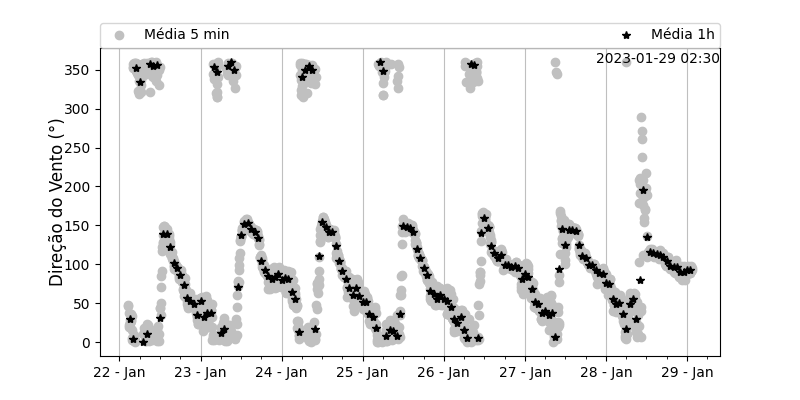 Média 5 min
Média 1h
2023-01-29 02:30
Direção do Vento (°)
350
300
250
200
150
100
50
0
22 - Jan
23 - Jan
24 - Jan
25 - Jan
26 - Jan
27 - Jan
28 - Jan
29 - Jan